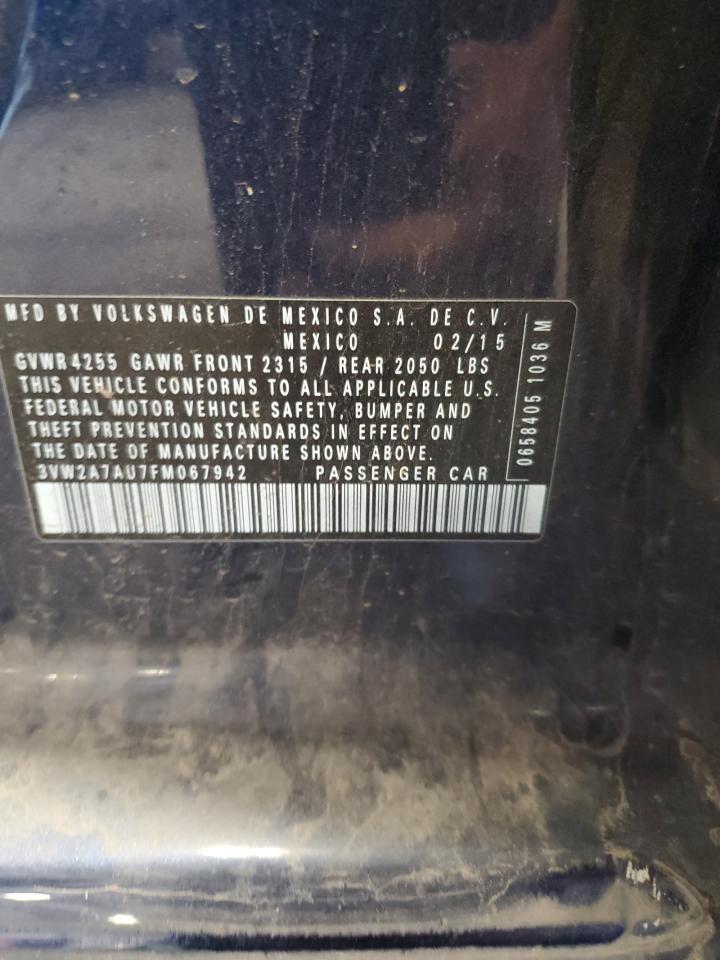 MFD BY VOLKSWAGEN DE MEXICO S.A. DE C.V.
MEXICO 02/15
GVWR 4255 GAWR FRONT 2315 / REAR 2050 LBS
THIS VEHICLE CONFORMS TO ALL APPLICABLE U.S.
FEDERAL MOTOR VEHICLE SAFETY, BUMPER AND
THEFT PREVENTION STANDARDS IN EFFECT ON
THE DATE OF MANUFACTURE SHOWN ABOVE.
3VW2A7AU7FM067942 PASSENGER CAR
0658405 1036 M